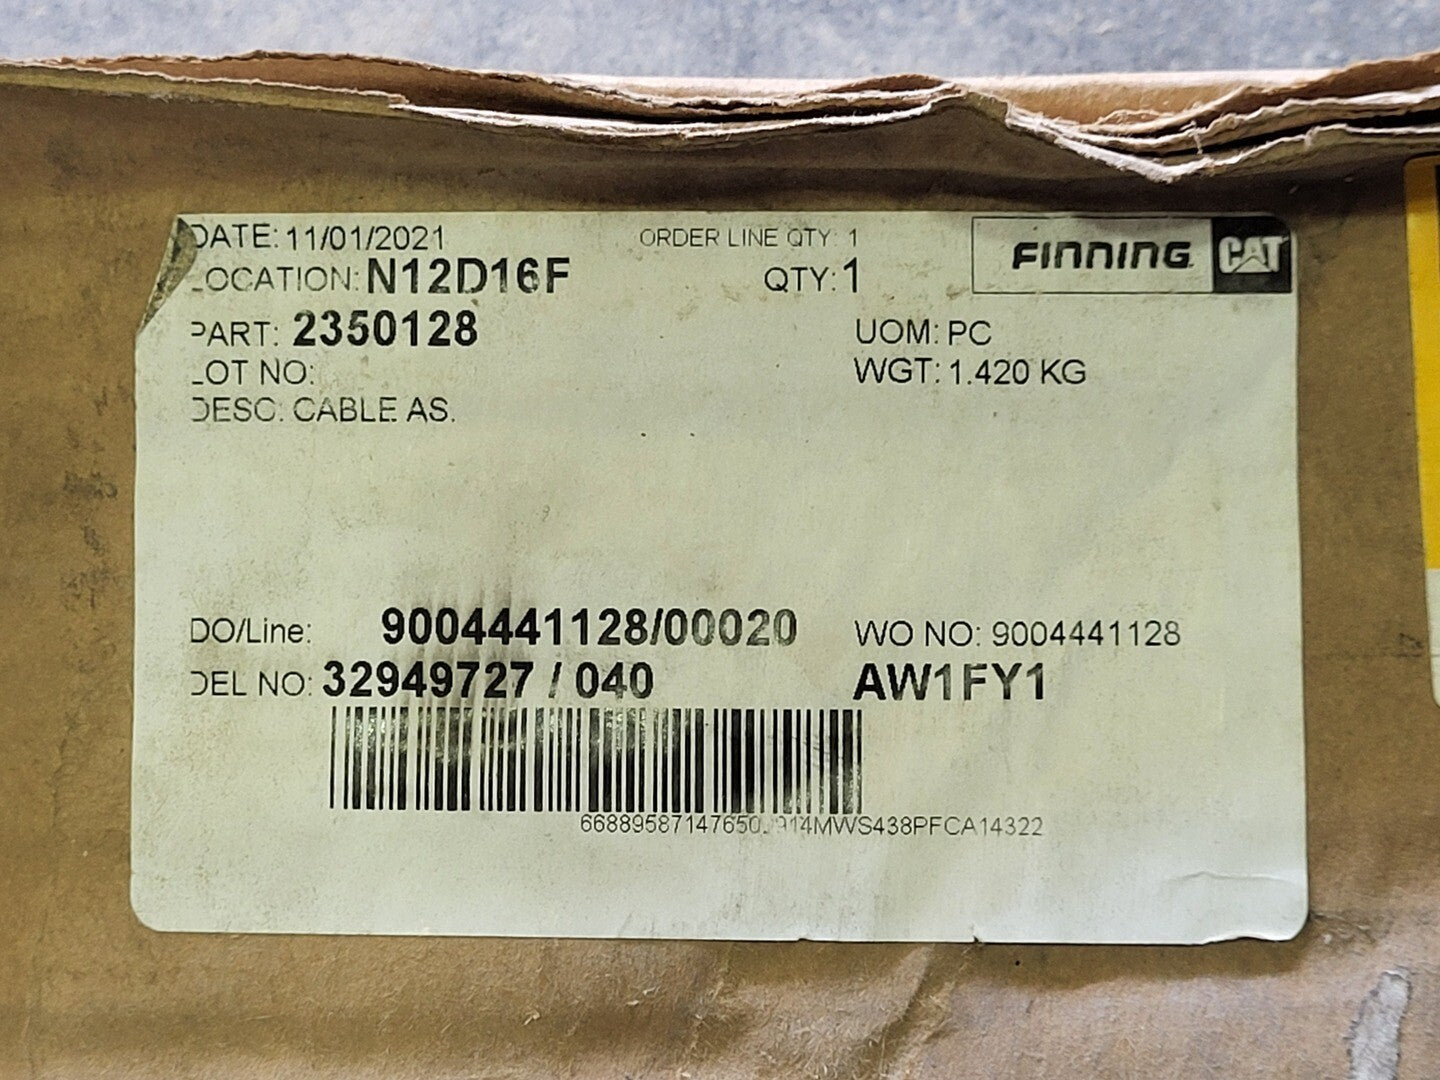 DATE: 11/01/2021 ORDER LINE QTY: 1 FINNING CAT
LOCATION: N12D16F QTY: 1
PART: 2350128 UOM: PC
LOT NO: WGT: 1.420 KG
DESC: CABLE AS.
DO/Line: 9004441128/00020 WO NO: 9004441128
DEL NO: 32949727 / 040 AW1FY1